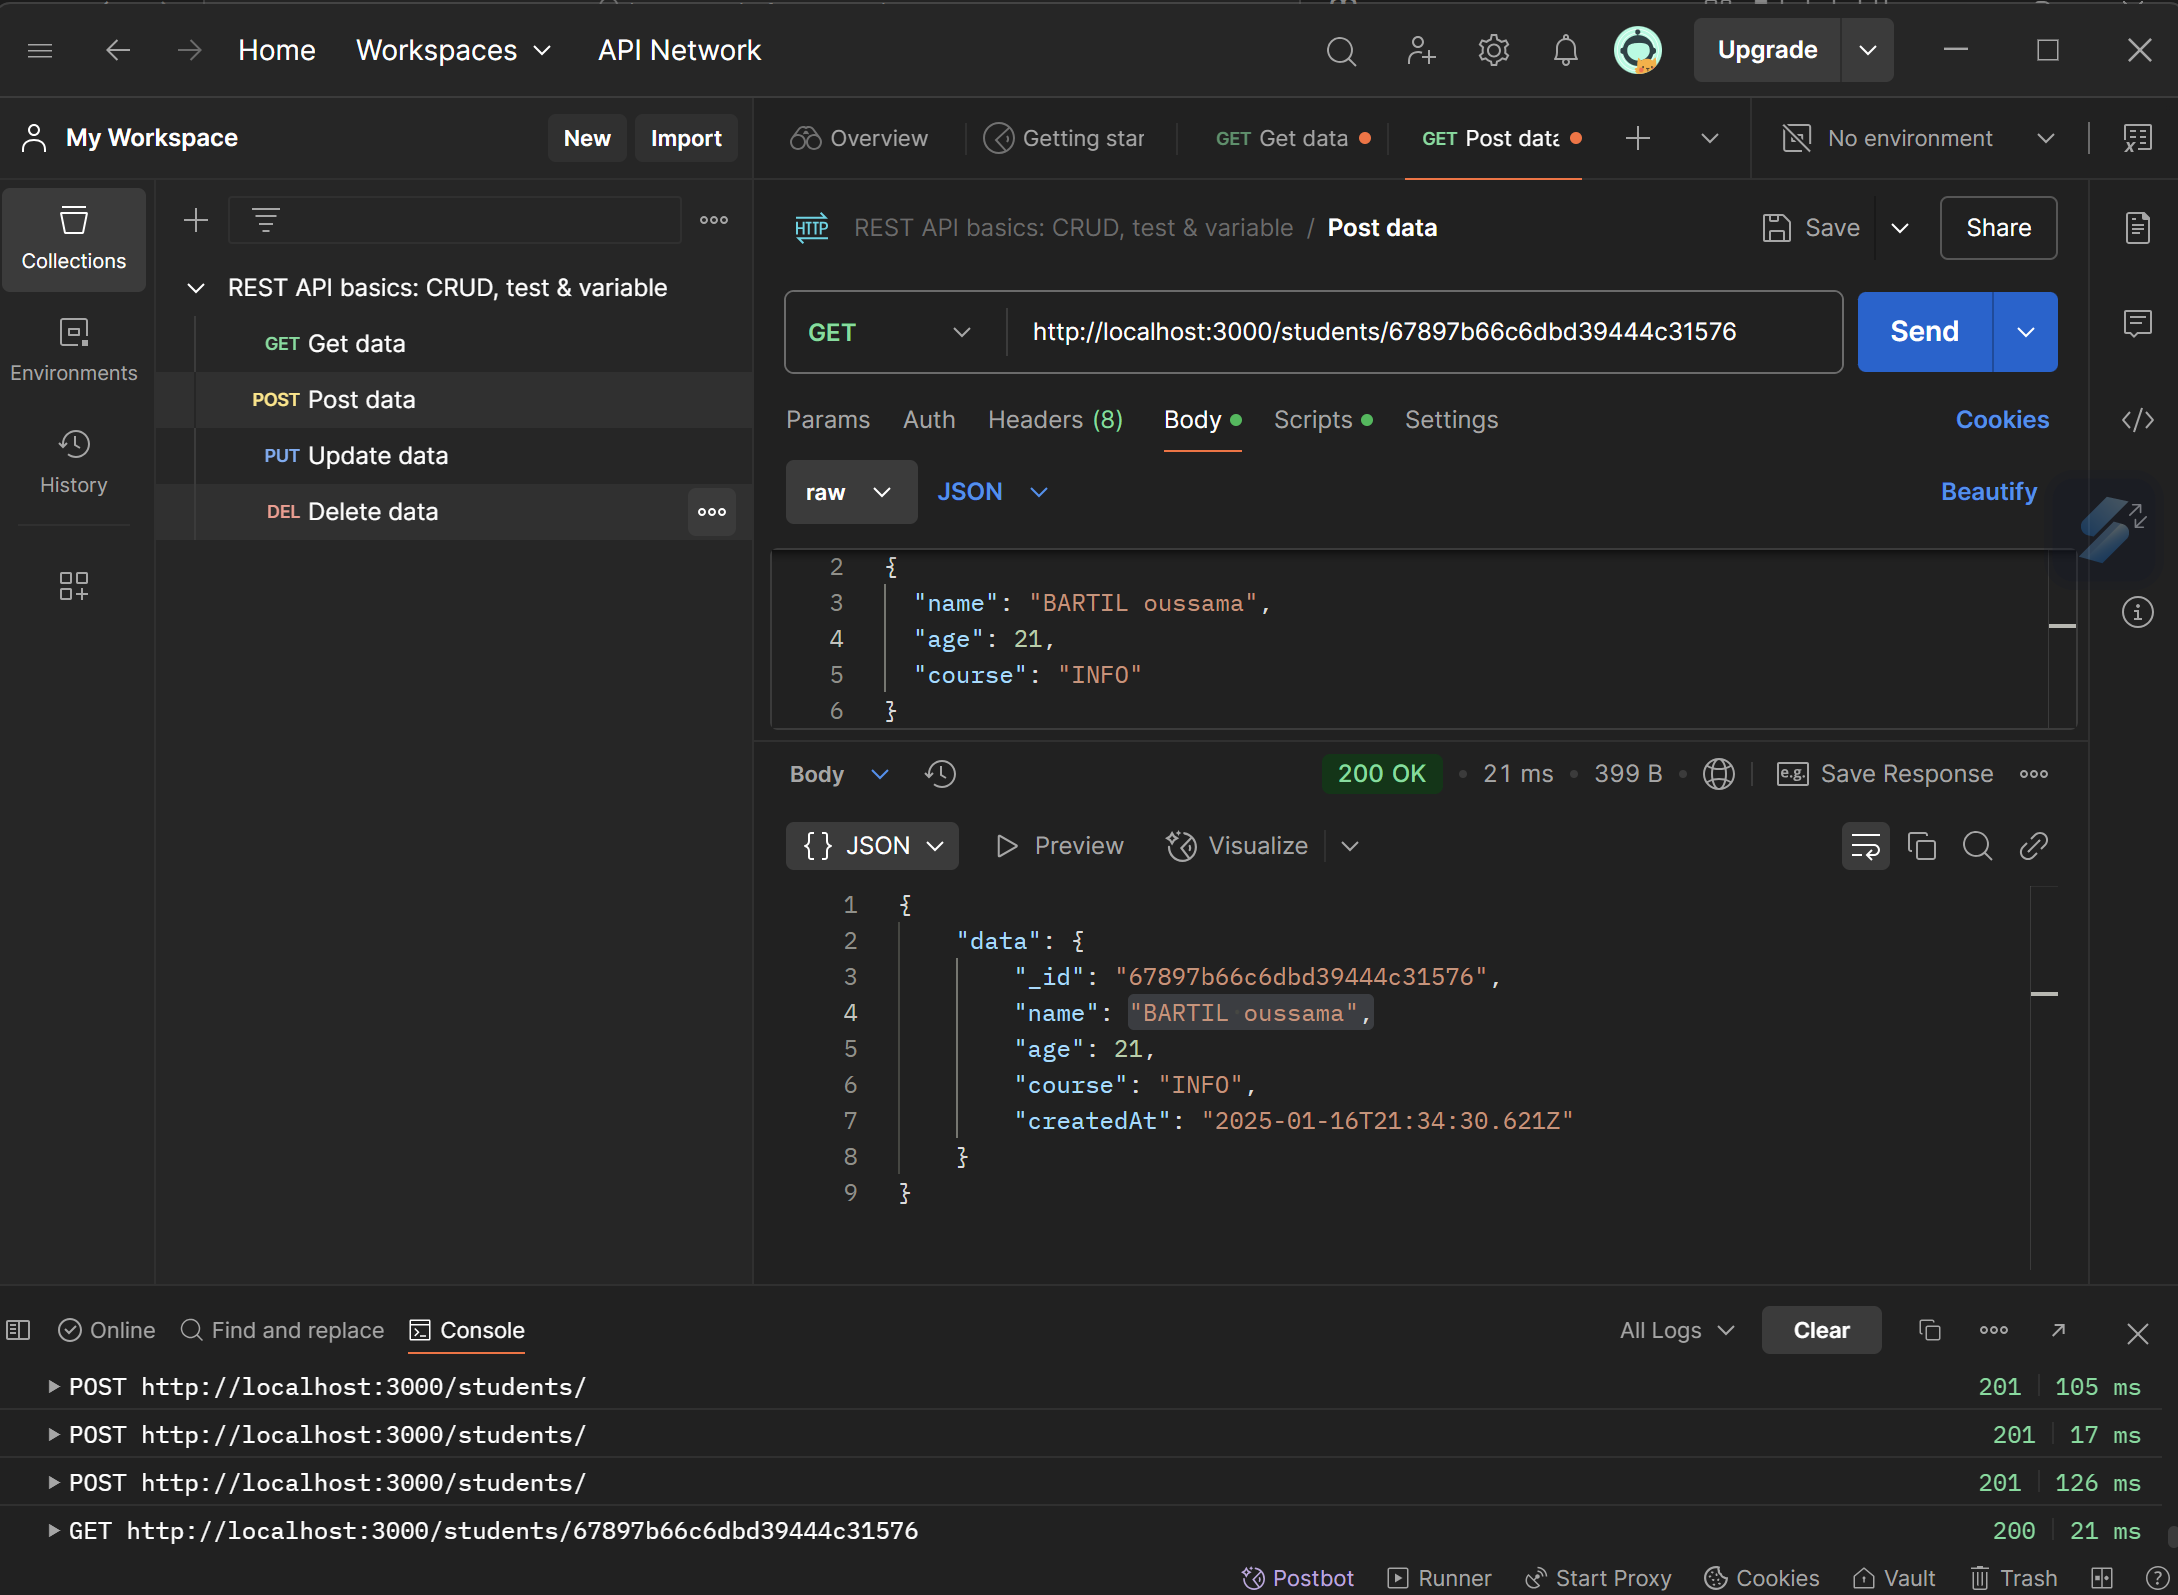 Home Workspaces API Network Upgrade
My Workspace New Import
Overview Getting star GET Get data GET Post data No environment
Collections
Environments
History
REST API basics: CRUD, test & variable
GET Get data
POST Post data
PUT Update data
DEL Delete data
HTTP REST API basics: CRUD, test & variable / Post data Save Share
GET http://localhost:3000/students/67897b66c6dbd39444c31576 Send
Params Auth Headers (8) Body Scripts Settings Cookies
raw JSON Beautify
2 {
3 "name": "BARTIL oussama",
4 "age": 21,
5 "course": "INFO"
6 }
Body 200 OK 21 ms 399 B e.g. Save Response
{} JSON Preview Visualize
1 {
2 "data": {
3 "_id": "67897b66c6dbd39444c31576",
4 "name": "BARTIL oussama",
5 "age": 21,
6 "course": "INFO",
7 "createdAt": "2025-01-16T21:34:30.621Z"
8 }
9 }
Online Find and replace Console All Logs Clear
POST http://localhost:3000/students/ 201 105 ms
POST http://localhost:3000/students/ 201 17 ms
POST http://localhost:3000/students/ 201 126 ms
GET http://localhost:3000/students/67897b66c6dbd39444c31576 200 21 ms
Postbot Runner Start Proxy Cookies Vault Trash